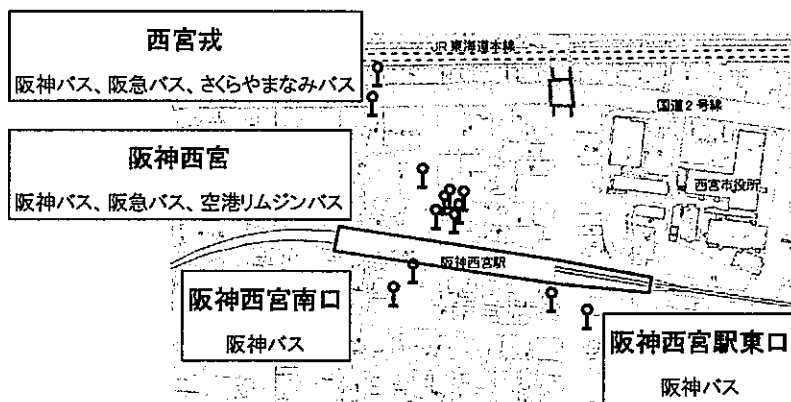 西宮戎
阪神バス、阪急バス、さくらやまなみバス
JR東海道本線
国道2号線
阪神西宮
阪神バス、阪急バス、空港リムジンバス
西宮市役所
阪神西宮駅
阪神西宮南口
阪神バス
阪神西宮駅東口
阪神バス